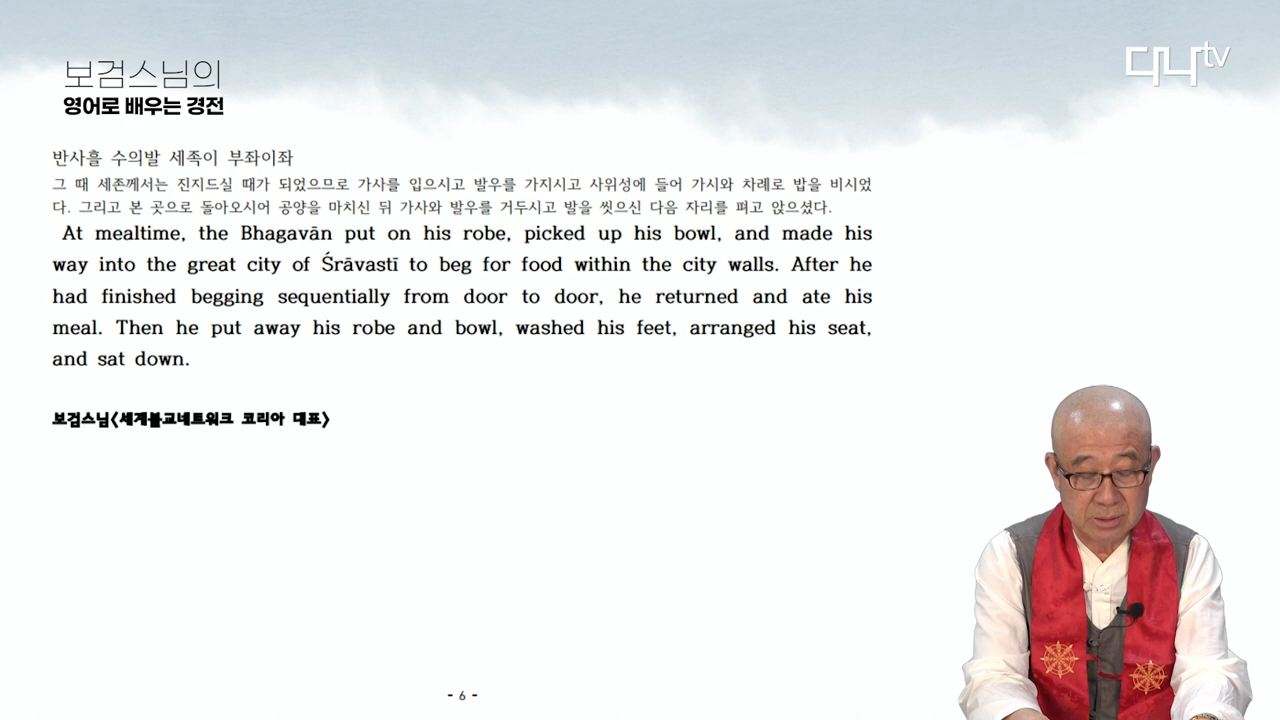 보검스님의
영어로 배우는 경전
디나tv
반사흘 수의발 세족이 부좌이좌
그 때 세존께서는 진지드실 때가 되었으므로 가사를 입으시고 발우를 가지시고 사위성에 들어 가시와 차례로 밥을 비시었
다. 그리고 본 곳으로 돌아오시어 공양을 마치신 뒤 가사와 발우를 거두시고 발을 씻으신 다음 자리를 펴고 앉으셨다.
At mealtime, the Bhagavān put on his robe, picked up his bowl, and made his
way into the great city of Śrāvastī to beg for food within the city walls. After he
had finished begging sequentially from door to door, he returned and ate his
meal. Then he put away his robe and bowl, washed his feet, arranged his seat,
and sat down.
보검스님<세계불교네트워크 코리아 대표>
- 6 -